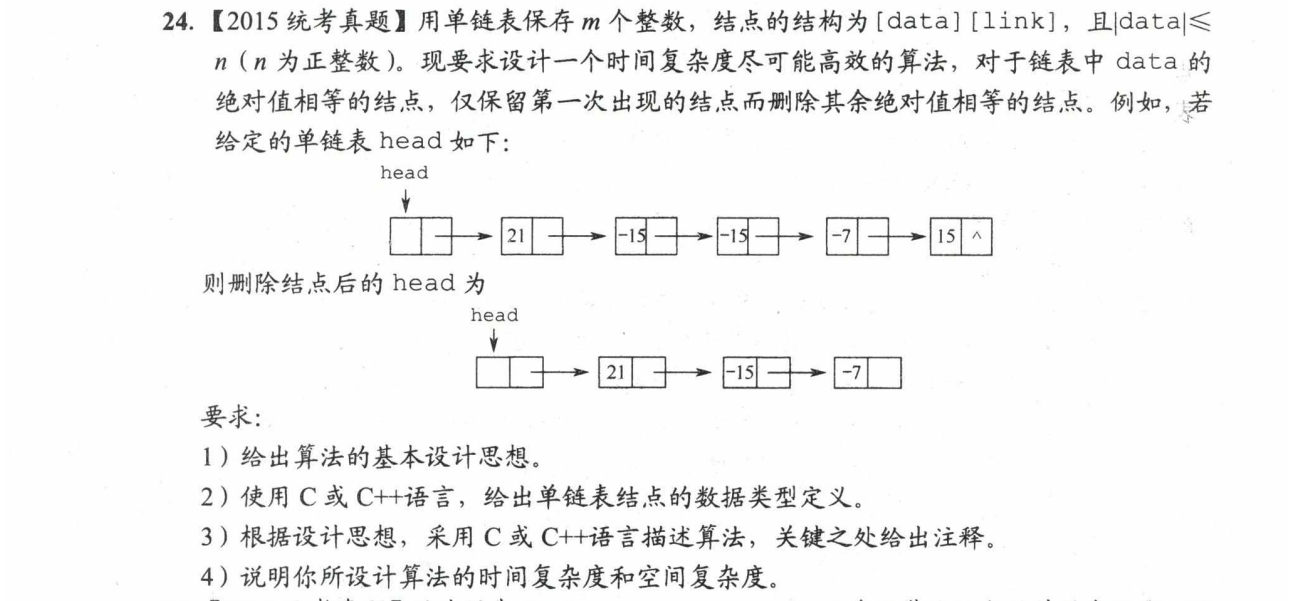 24. 【2015 统考真题】用单链表保存 m 个整数，结点的结构为[data][link]，且|data|≤
n（n 为正整数）。现要求设计一个时间复杂度尽可能高效的算法，对于链表中 data 的
绝对值相等的结点，仅保留第一次出现的结点而删除其余绝对值相等的结点。例如，若
给定的单链表 head 如下：
head
21 -15 -15 -7 15 ^
则删除结点后的 head 为
head
21 -15 -7
要求：
1）给出算法的基本设计思想。
2）使用 C 或 C++语言，给出单链表结点的数据类型定义。
3）根据设计思想，采用 C 或 C++语言描述算法，关键之处给出注释。
4）说明你所设计算法的时间复杂度和空间复杂度。